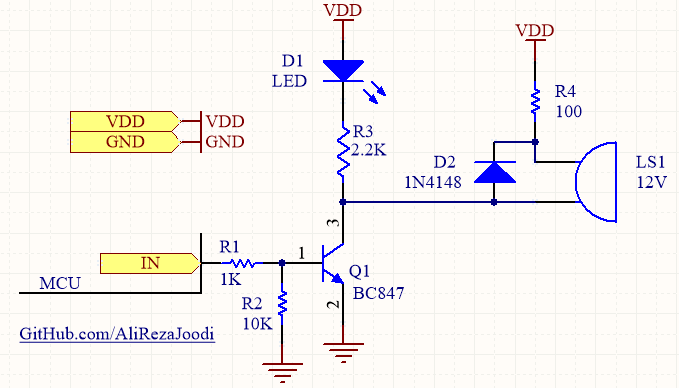 VDD
D1
LED
VDD
R4
100
VDD
VDD
GND
GND
R3
2.2K
D2
1N4148
LS1
12V
3
IN
R1
1K
1
Q1
BC847
MCU
R2
10K
2
GitHub.com/AliRezaJoodi